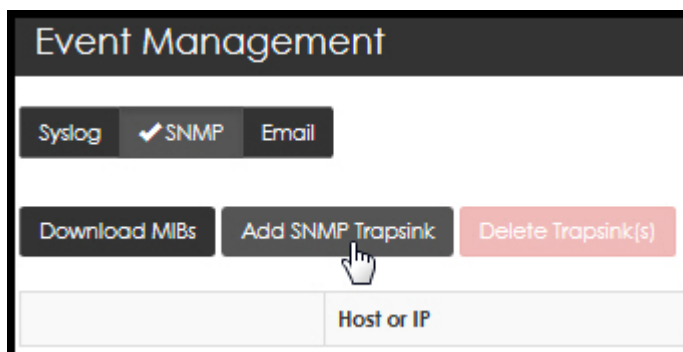 Event Management
Syslog SNMP Email
Download MIBs Add SNMP Trapsink Delete Trapsink(s)
Host or IP